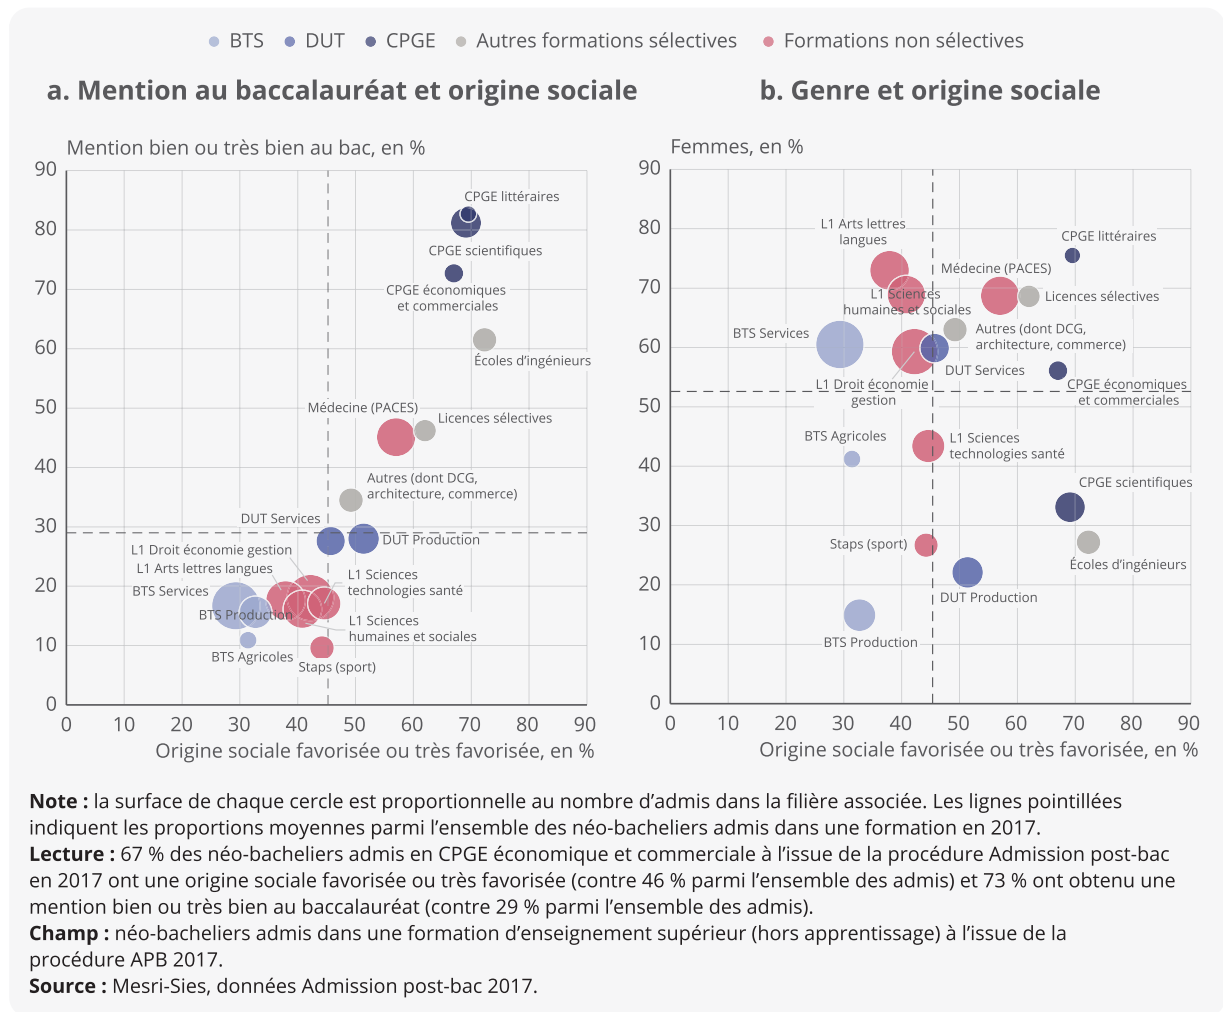 BTS DUT CPGE Autres formations sélectives Formations non sélectives
a. Mention au baccalauréat et origine sociale
Mention bien ou très bien au bac, en %
90
80
70
60
50
40
30
20
10
0
CPGE littéraires
CPGE scientifiques
CPGE économiques
et commerciales
Écoles d’ingénieurs
Médecine (PACES)
Licences sélectives
Autres (dont DCG,
architecture, commerce)
DUT Services
DUT Production
L1 Droit économie gestion
L1 Arts lettres langues
BTS Services
L1 Sciences
technologies santé
BTS Production
L1 Sciences
humaines et sociales
BTS Agricoles
Staps (sport)
0 10 20 30 40 50 60 70 80 90
Origine sociale favorisée ou très favorisée, en %
b. Genre et origine sociale
Femmes, en %
90
80
70
60
50
40
30
20
10
0
L1 Arts lettres
langues
CPGE littéraires
Médecine (PACES)
L1 Sciences
humaines et sociales
Licences sélectives
BTS Services
Autres (dont DCG,
architecture, commerce)
DUT Services
L1 Droit économie
gestion
CPGE économiques
et commerciales
BTS Agricoles
L1 Sciences
technologies santé
CPGE scientifiques
Staps (sport)
Écoles d’ingénieurs
DUT Production
BTS Production
0 10 20 30 40 50 60 70 80 90
Origine sociale favorisée ou très favorisée, en %
Note : la surface de chaque cercle est proportionnelle au nombre d’admis dans la filière associée. Les lignes pointillées
indiquent les proportions moyennes parmi l’ensemble des néo-bacheliers admis dans une formation en 2017.
Lecture : 67 % des néo-bacheliers admis en CPGE économique et commerciale à l’issue de la procédure Admission post-bac
en 2017 ont une origine sociale favorisée ou très favorisée (contre 46 % parmi l’ensemble des admis) et 73 % ont obtenu une
mention bien ou très bien au baccalauréat (contre 29 % parmi l’ensemble des admis).
Champ : néo-bacheliers admis dans une formation d’enseignement supérieur (hors apprentissage) à l’issue de la
procédure APB 2017.
Source : Mesri-Sies, données Admission post-bac 2017.